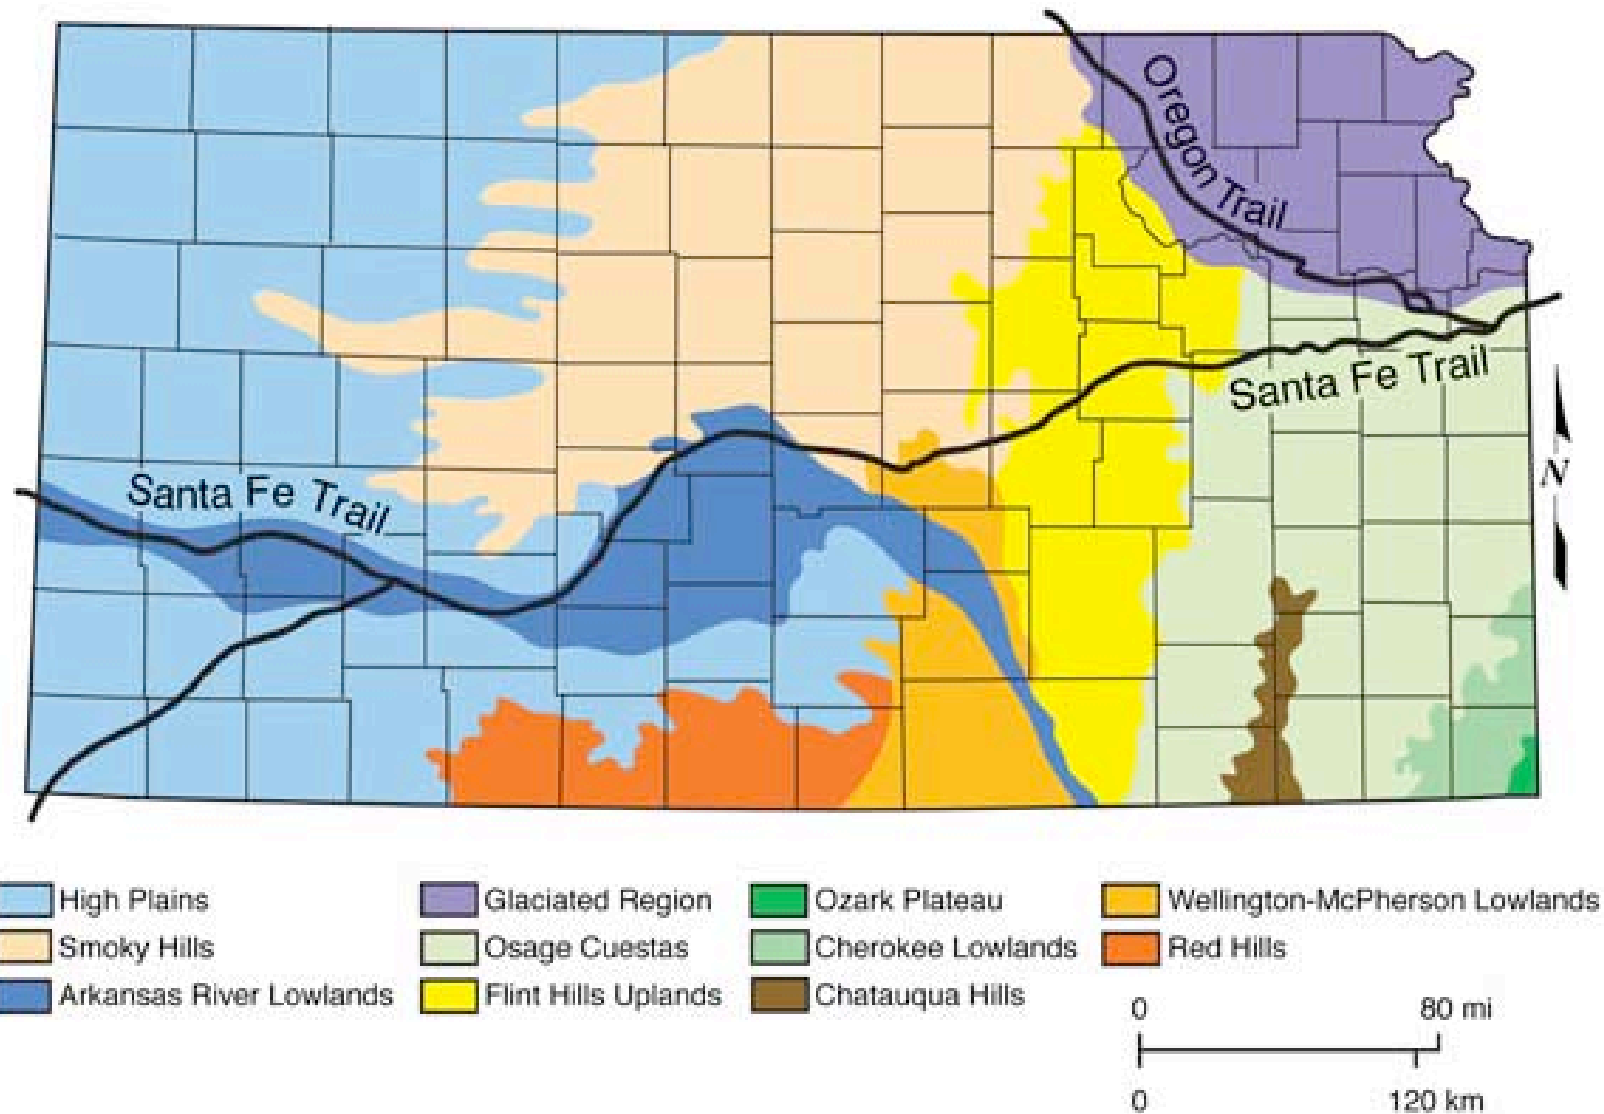 Oregon Trail
Santa Fe Trail
Santa Fe Trail
N
High Plains
Smoky Hills
Arkansas River Lowlands
Glaciated Region
Osage Cuestas
Flint Hills Uplands
Ozark Plateau
Cherokee Lowlands
Chatauqua Hills
Wellington-McPherson Lowlands
Red Hills
0 80 mi
0 120 km